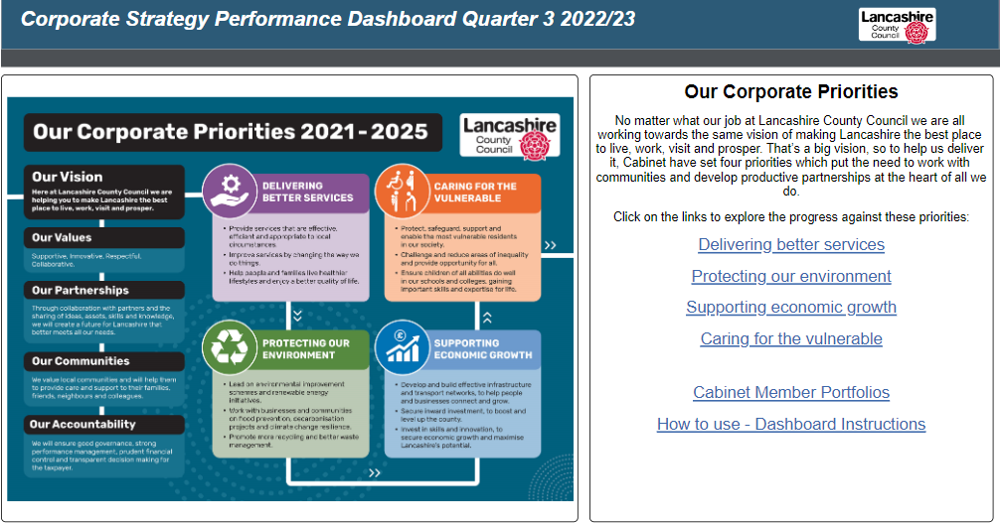 Corporate Strategy Performance Dashboard Quarter 3 2022/23
Lancashire
County
Council
Our Corporate Priorities 2021 - 2025
Lancashire
County
Council
Our Vision
Here at Lancashire County Council we are
helping you to make Lancashire the best
place to live, work, visit and prosper.
Our Values
Supportive, Innovative, Respectful,
Collaborative.
Our Partnerships
Through collaboration with partners and the
sharing of ideas, assets, skills and knowledge,
we will create a future for Lancashire that
better meets all our needs.
Our Communities
We value local communities and will help them
to provide care and support to their families,
friends, neighbours and colleagues.
Our Accountability
We will ensure good governance, strong
performance management, prudent financial
control and transparent decision making for
the taxpayer.
DELIVERING
BETTER SERVICES
• Provide services that are effective,
efficient and appropriate to local
circumstances.
• Improve services by changing the way we
do things.
• Help people and families live healthier
lifestyles and enjoy a better quality of life.
CARING FOR THE
VULNERABLE
• Protect, safeguard, support and
enable the most vulnerable residents
in our society.
• Challenge and reduce areas of inequality
and provide opportunity for all.
• Ensure children of all abilities do well
in our schools and colleges, gaining
important skills and expertise for life.
PROTECTING OUR
ENVIRONMENT
• Lead on environmental improvement
schemes and renewable energy
initiatives.
• Work with businesses and communities
on flood prevention, decarbonisation
projects and climate change resilience.
• Promote more recycling and better waste
management.
£
SUPPORTING
ECONOMIC GROWTH
• Develop and build effective infrastructure
and transport networks, to help people
and businesses connect and grow.
• Secure inward investment, to boost and
level up the county.
• Invest in skills and innovation, to
secure economic growth and maximise
Lancashire's potential.
Our Corporate Priorities
No matter what our job at Lancashire County Council we are all
working towards the same vision of making Lancashire the best place
to live, work, visit and prosper. That's a big vision, so to help us deliver
it, Cabinet have set four priorities which put the need to work with
communities and develop productive partnerships at the heart of all we
do.
Click on the links to explore the progress against these priorities:
Delivering better services
Protecting our environment
Supporting economic growth
Caring for the vulnerable
Cabinet Member Portfolios
How to use - Dashboard Instructions